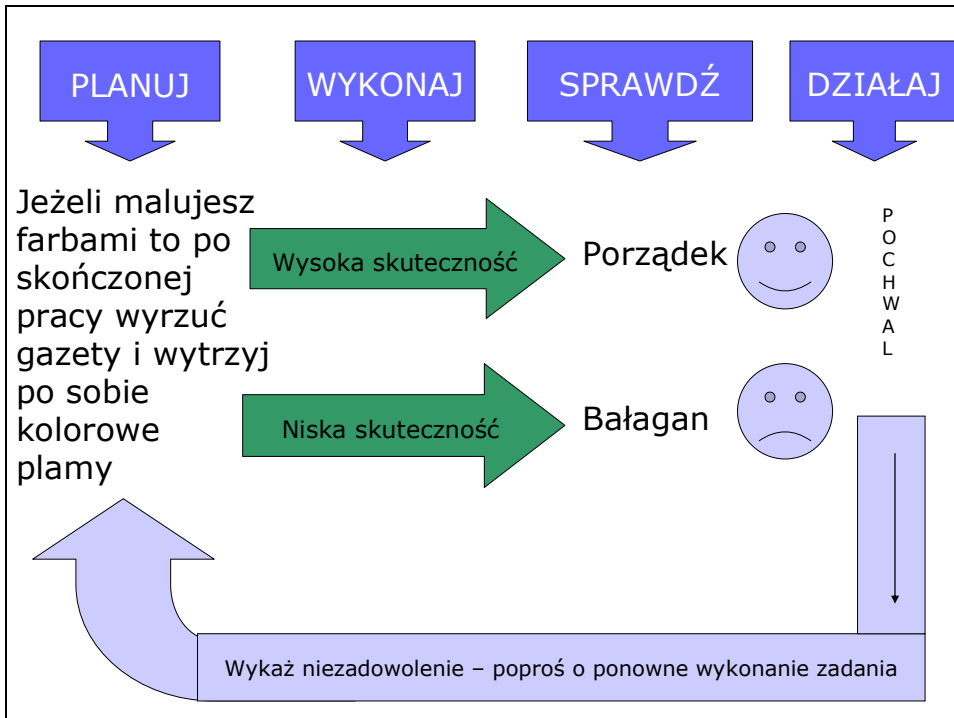 PLANUJ
WYKONAJ
SPRAWDŹ
DZIAŁAJ
Jeżeli malujesz
farbami to po
skończonej
pracy wyrzuć
gazety i wytrzyj
po sobie
kolorowe
plamy
Wysoka skuteczność
Porządek
P
O
C
H
W
A
L
Niska skuteczność
Bałagan
Wykaż niezadowolenie – poproś o ponowne wykonanie zadania